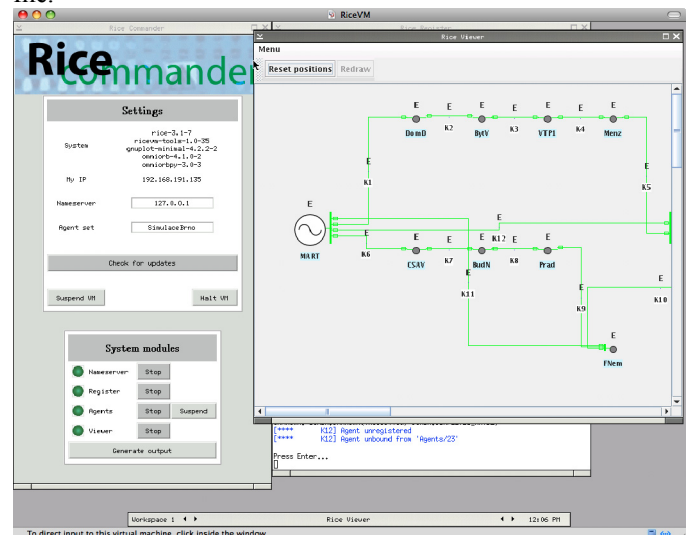 RiceVM
Rice Commander
Rice Commander
Settings
System
rice-3.1-7
ricevm-tools-1.0-35
gnuplot-minimal-4.2.2-2
omniorb-4.1.0-2
omniorbpy-3.0-3
My IP
192.168.191.135
Nameserver
127.0.0.1
Agent set
SimulaceBrno
Check for updates
Suspend VM
Halt VM
System modules
Nameserver
Stop
Register
Stop
Agents
Stop
Suspend
Viewer
Stop
Generate output
Rice Register
Rice Viewer
Menu
Reset positions
Redraw
E E E E E E E
DomD K2 BytV K3 VTP1 K4 Menz
E
K1
E
K5
E
MART
E
E
K6
E E K12 E E
CSAV K7 BudN K8 Prad
E
K11
E
K9
E
K10
E
FNem
[**** K12] Agent unregistered
[**** K12] Agent unbound from 'Agents/23'
Press Enter...
Workspace 1
Rice Viewer
12:06 PM
To direct input to this virtual machine, click inside the window.